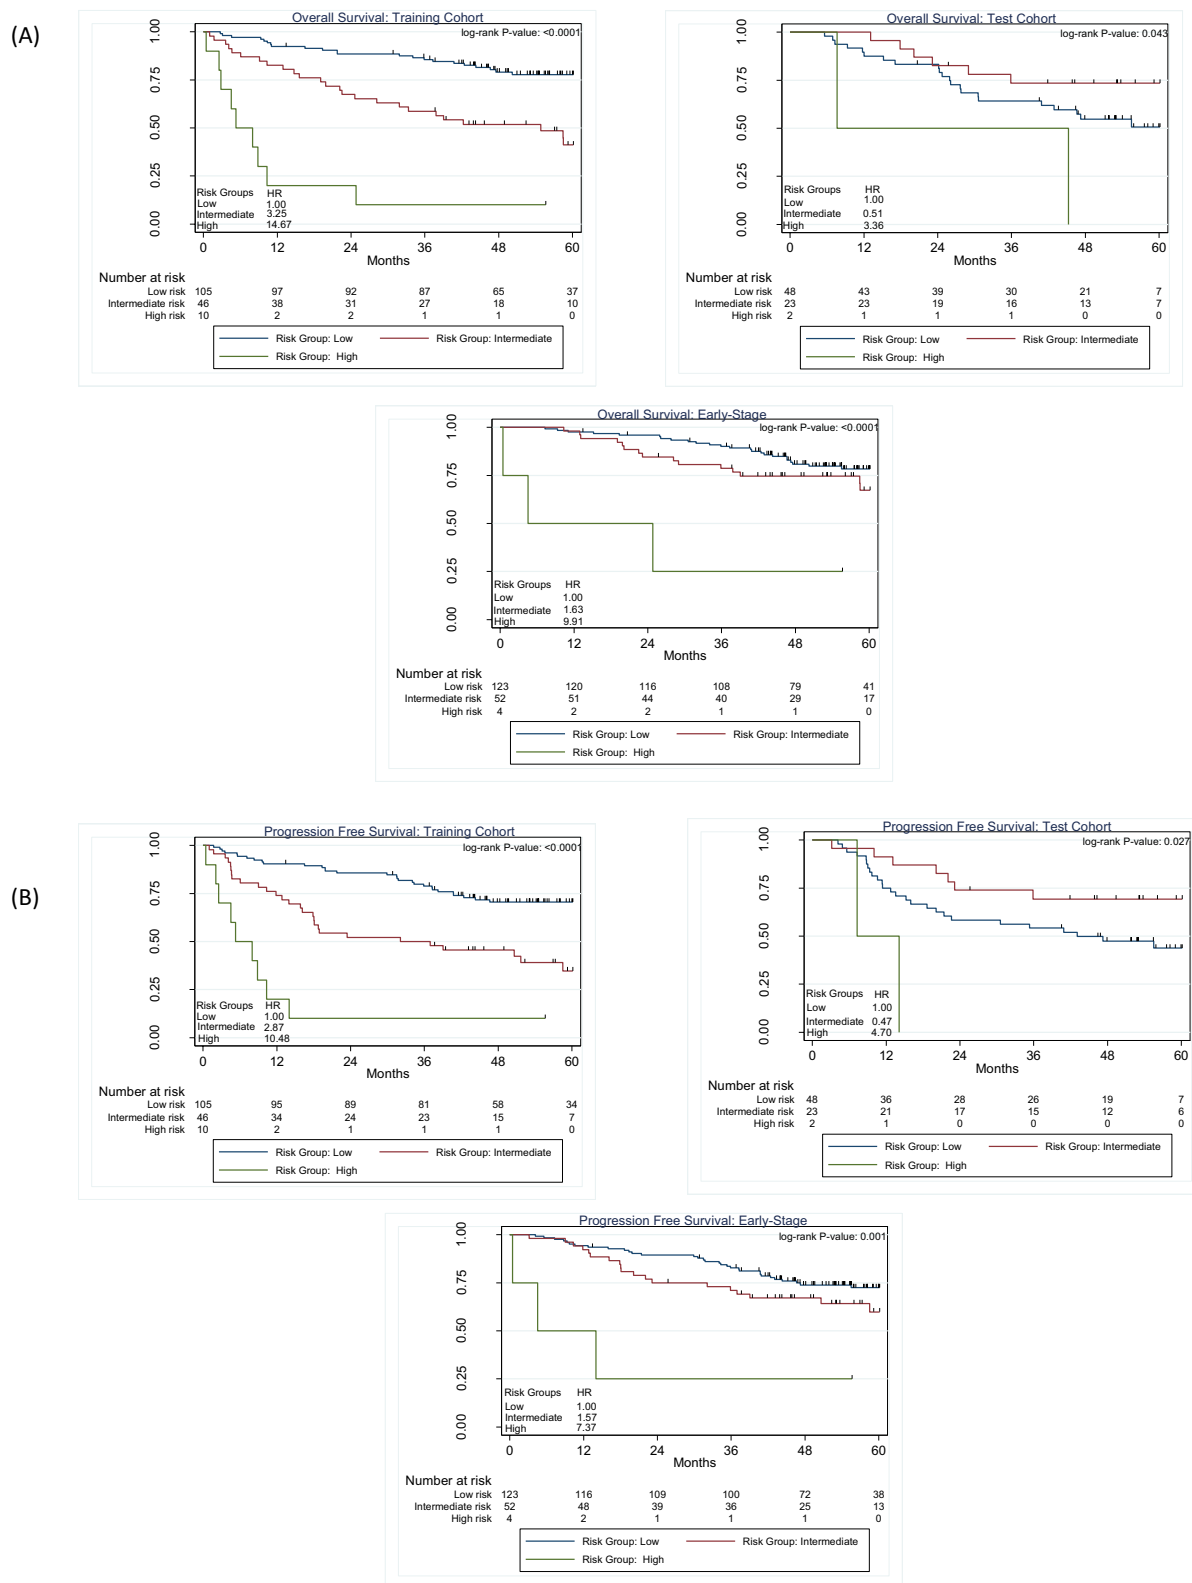 (A)
Overall Survival: Training Cohort
log-rank P-value: <0.0001
1.00
0.75
0.50
0.25
0.00
Risk Groups HR
Low 1.00
Intermediate 3.25
High 14.67
0 12 24 36 48 60
Months
Number at risk
Low risk 105 97 92 87 65 37
Intermediate risk 46 38 31 27 18 10
High risk 10 2 2 1 1 0
Risk Group: Low Risk Group: Intermediate
Risk Group: High
Overall Survival: Test Cohort
log-rank P-value: 0.043
1.00
0.75
0.50
0.25
0.00
Risk Groups HR
Low 1.00
Intermediate 0.51
High 3.36
0 12 24 36 48 60
Months
Number at risk
Low risk 48 43 39 30 21 7
Intermediate risk 23 23 19 16 13 7
High risk 2 1 1 1 0 0
Risk Group: Low Risk Group: Intermediate
Risk Group: High
Overall Survival: Early-Stage
log-rank P-value: <0.0001
1.00
0.75
0.50
0.25
0.00
Risk Groups HR
Low 1.00
Intermediate 1.63
High 9.91
0 12 24 36 48 60
Months
Number at risk
Low risk 123 120 116 108 79 41
Intermediate risk 52 51 44 40 29 17
High risk 4 2 2 1 1 0
Risk Group: Low Risk Group: Intermediate
Risk Group: High
(B)
Progression Free Survival: Training Cohort
log-rank P-value: <0.0001
1.00
0.75
0.50
0.25
0.00
Risk Groups HR
Low 1.00
Intermediate 2.87
High 10.48
0 12 24 36 48 60
Months
Number at risk
Low risk 105 95 89 81 58 34
Intermediate risk 46 34 24 23 15 7
High risk 10 2 1 1 1 0
Risk Group: Low Risk Group: Intermediate
Risk Group: High
Progression Free Survival: Test Cohort
log-rank P-value: 0.027
1.00
0.75
0.50
0.25
0.00
Risk Groups HR
Low 1.00
Intermediate 0.47
High 4.70
0 12 24 36 48 60
Months
Number at risk
Low risk 48 36 28 26 19 7
Intermediate risk 23 21 17 15 12 6
High risk 2 1 0 0 0 0
Risk Group: Low Risk Group: Intermediate
Risk Group: High
Progression Free Survival: Early-Stage
log-rank P-value: 0.001
1.00
0.75
0.50
0.25
0.00
Risk Groups HR
Low 1.00
Intermediate 1.57
High 7.37
0 12 24 36 48 60
Months
Number at risk
Low risk 123 116 109 100 72 38
Intermediate risk 52 48 39 36 25 13
High risk 4 2 1 1 1 0
Risk Group: Low Risk Group: Intermediate
Risk Group: High